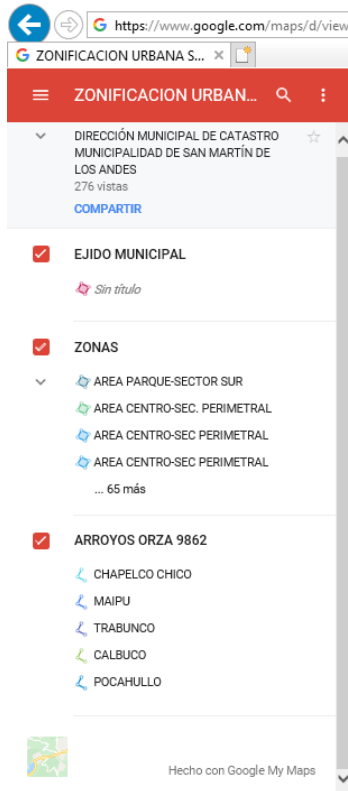 https://www.google.com/maps/d/view
ZONIFICACION URBANA S...
ZONIFICACION URBAN...
DIRECCIÓN MUNICIPAL DE CATASTRO
MUNICIPALIDAD DE SAN MARTÍN DE
LOS ANDES
276 vistas
COMPARTIR
EJIDO MUNICIPAL
Sin título
ZONAS
AREA PARQUE-SECTOR SUR
AREA CENTRO-SEC. PERIMETRAL
AREA CENTRO-SEC PERIMETRAL
AREA CENTRO-SEC PERIMETRAL
... 65 más
ARROYOS ORZA 9862
CHAPELCO CHICO
MAIPU
TRABUNCO
CALBUCO
POCAHULLO
Hecho con Google My Maps